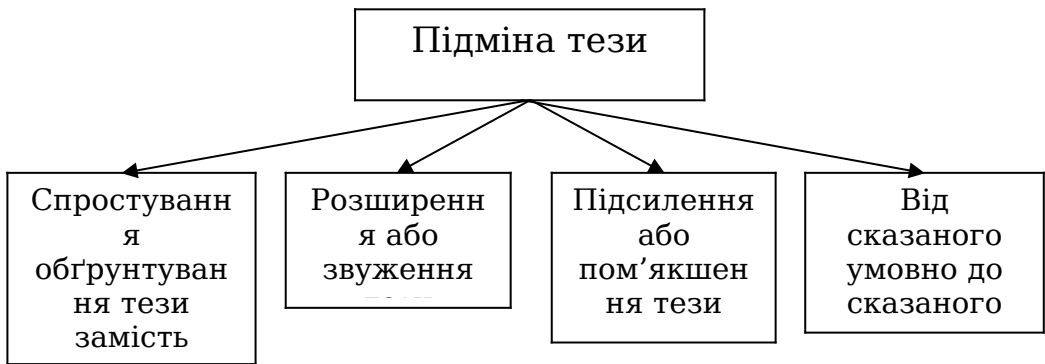 Підміна тези
Спростуванн
я
обґрунтуван
ня тези
замість
Розширенн
я або
звуження
Підсилення
або
пом’якшен
ня тези
Від
сказаного
умовно до
сказаного